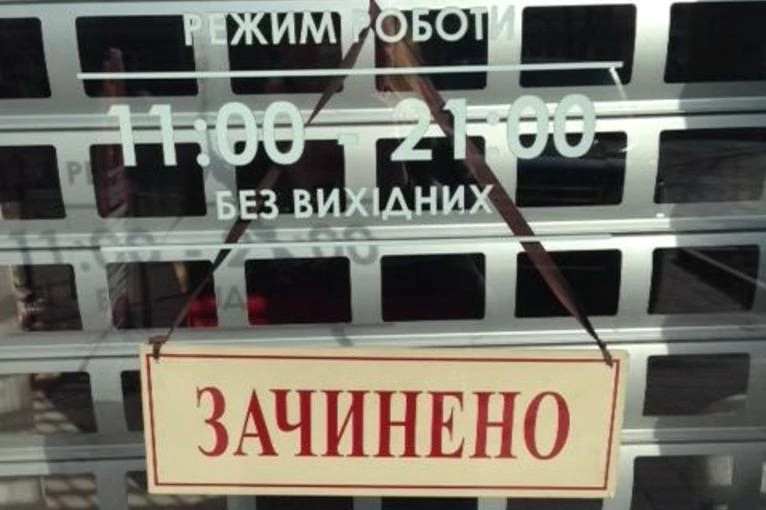 РЕЖИМ РОБОТИ
11:00 - 21:00
БЕЗ ВИХІДНИХ
ЗАЧИНЕНО